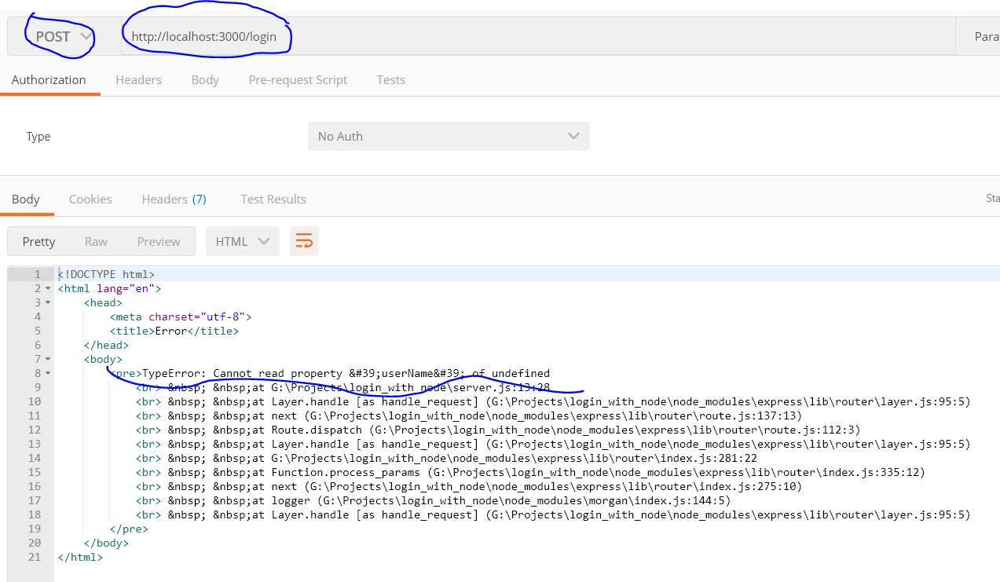 POST http://localhost:3000/login Para
Authorization Headers Body Pre-request Script Tests
Type No Auth
Body Cookies Headers (7) Test Results Sta
Pretty Raw Preview HTML
1 <!DOCTYPE html>
2 <html lang="en">
3 <head>
4 <meta charset="utf-8">
5 <title>Error</title>
6 </head>
7 <body>
8 <pre>TypeError: Cannot read property &#39;userName&#39; of undefined
9 <br> &nbsp; &nbsp;at G:\Projects\login_with_node\server.js:13:28
10 <br> &nbsp; &nbsp;at Layer.handle [as handle_request] (G:\Projects\login_with_node\node_modules\express\lib\router\layer.js:95:5)
11 <br> &nbsp; &nbsp;at next (G:\Projects\login_with_node\node_modules\express\lib\router\route.js:137:13)
12 <br> &nbsp; &nbsp;at Route.dispatch (G:\Projects\login_with_node\node_modules\express\lib\router\route.js:112:3)
13 <br> &nbsp; &nbsp;at Layer.handle [as handle_request] (G:\Projects\login_with_node\node_modules\express\lib\router\layer.js:95:5)
14 <br> &nbsp; &nbsp;at G:\Projects\login_with_node\node_modules\express\lib\router\index.js:281:22
15 <br> &nbsp; &nbsp;at Function.process_params (G:\Projects\login_with_node\node_modules\express\lib\router\index.js:335:12)
16 <br> &nbsp; &nbsp;at next (G:\Projects\login_with_node\node_modules\express\lib\router\index.js:275:10)
17 <br> &nbsp; &nbsp;at logger (G:\Projects\login_with_node\node_modules\morgan\index.js:144:5)
18 <br> &nbsp; &nbsp;at Layer.handle [as handle_request] (G:\Projects\login_with_node\node_modules\express\lib\router\layer.js:95:5)
19 </pre>
20 </body>
21 </html>